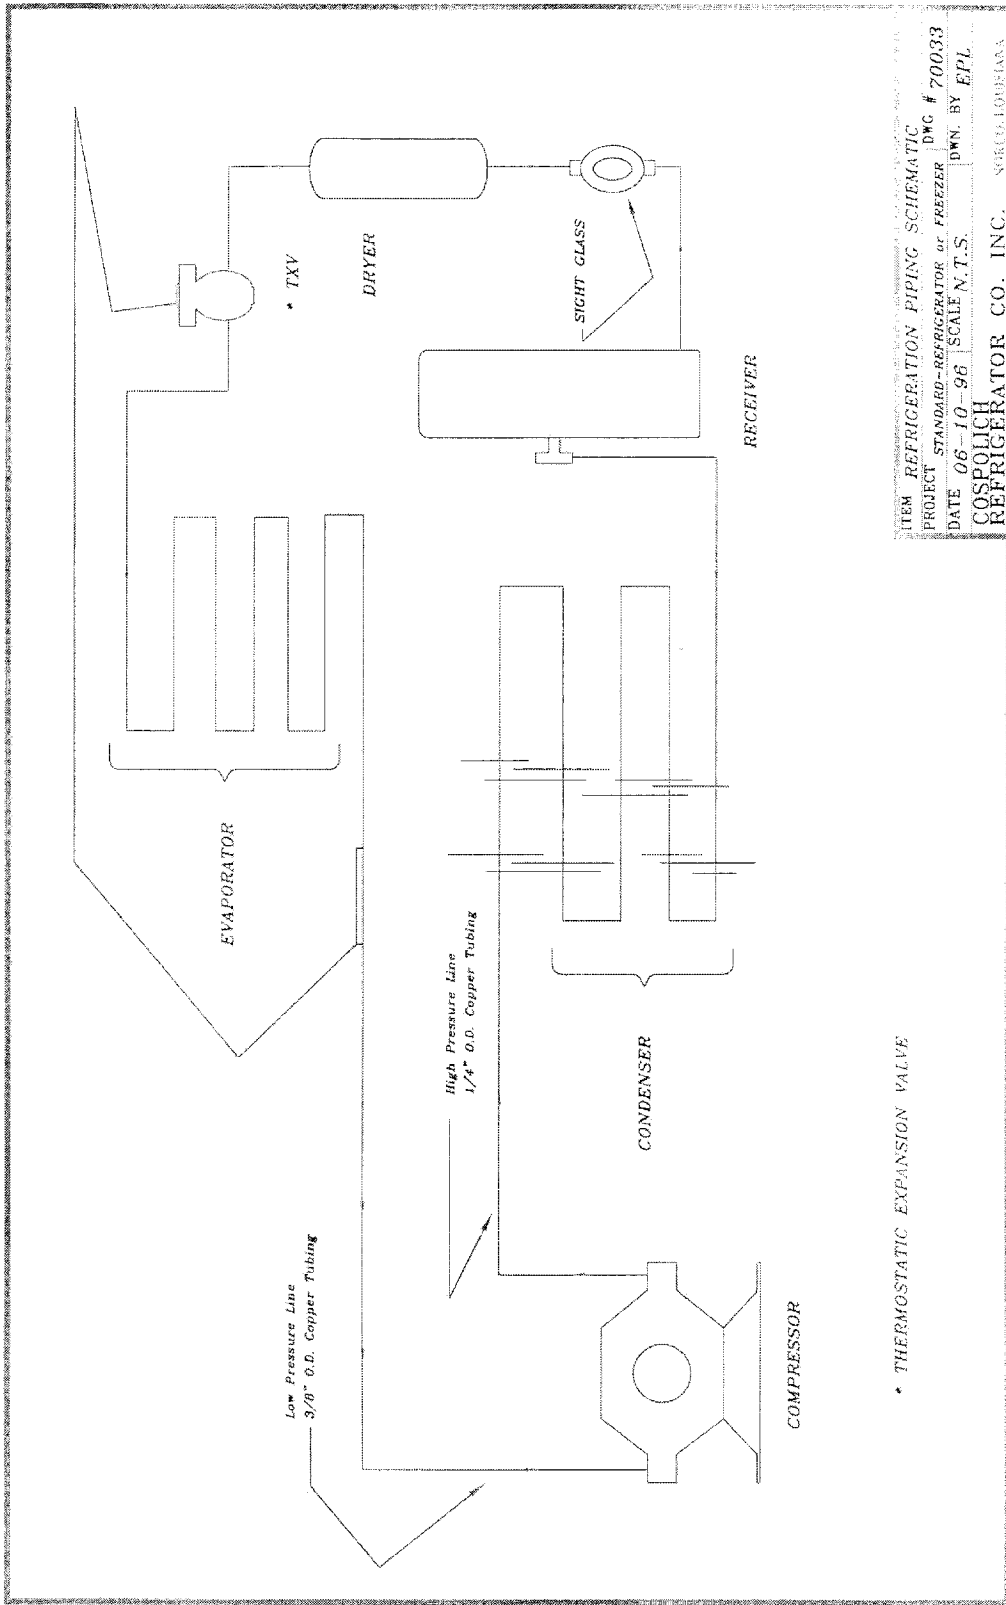 Low Pressure Line
3/8" O.D. Copper Tubing
High Pressure Line
1/4" O.D. Copper Tubing
EVAPORATOR
* TXV
DRYER
SIGHT GLASS
RECEIVER
CONDENSER
COMPRESSOR
* THERMOSTATIC EXPANSION VALVE
ITEM REFRIGERATION PIPING SCHEMATIC
PROJECT STANDARD-REFRIGERATOR or FREEZER DWG # 70033
DATE 06-10-96 SCALE N.T.S. DWN. BY EPL
COSPOLICH
REFRIGERATOR CO. INC. NORCO, LOUISIANA